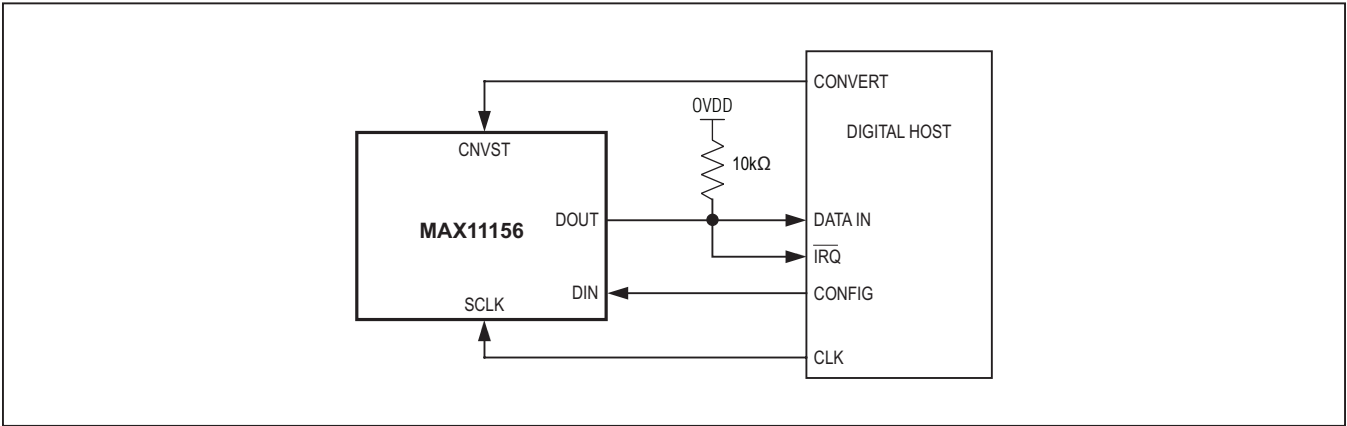 CONVERT
OVDD
DIGITAL HOST
CNVST
10kΩ
DOUT
DATA IN
MAX11156
IRQ
DIN
CONFIG
SCLK
CLK